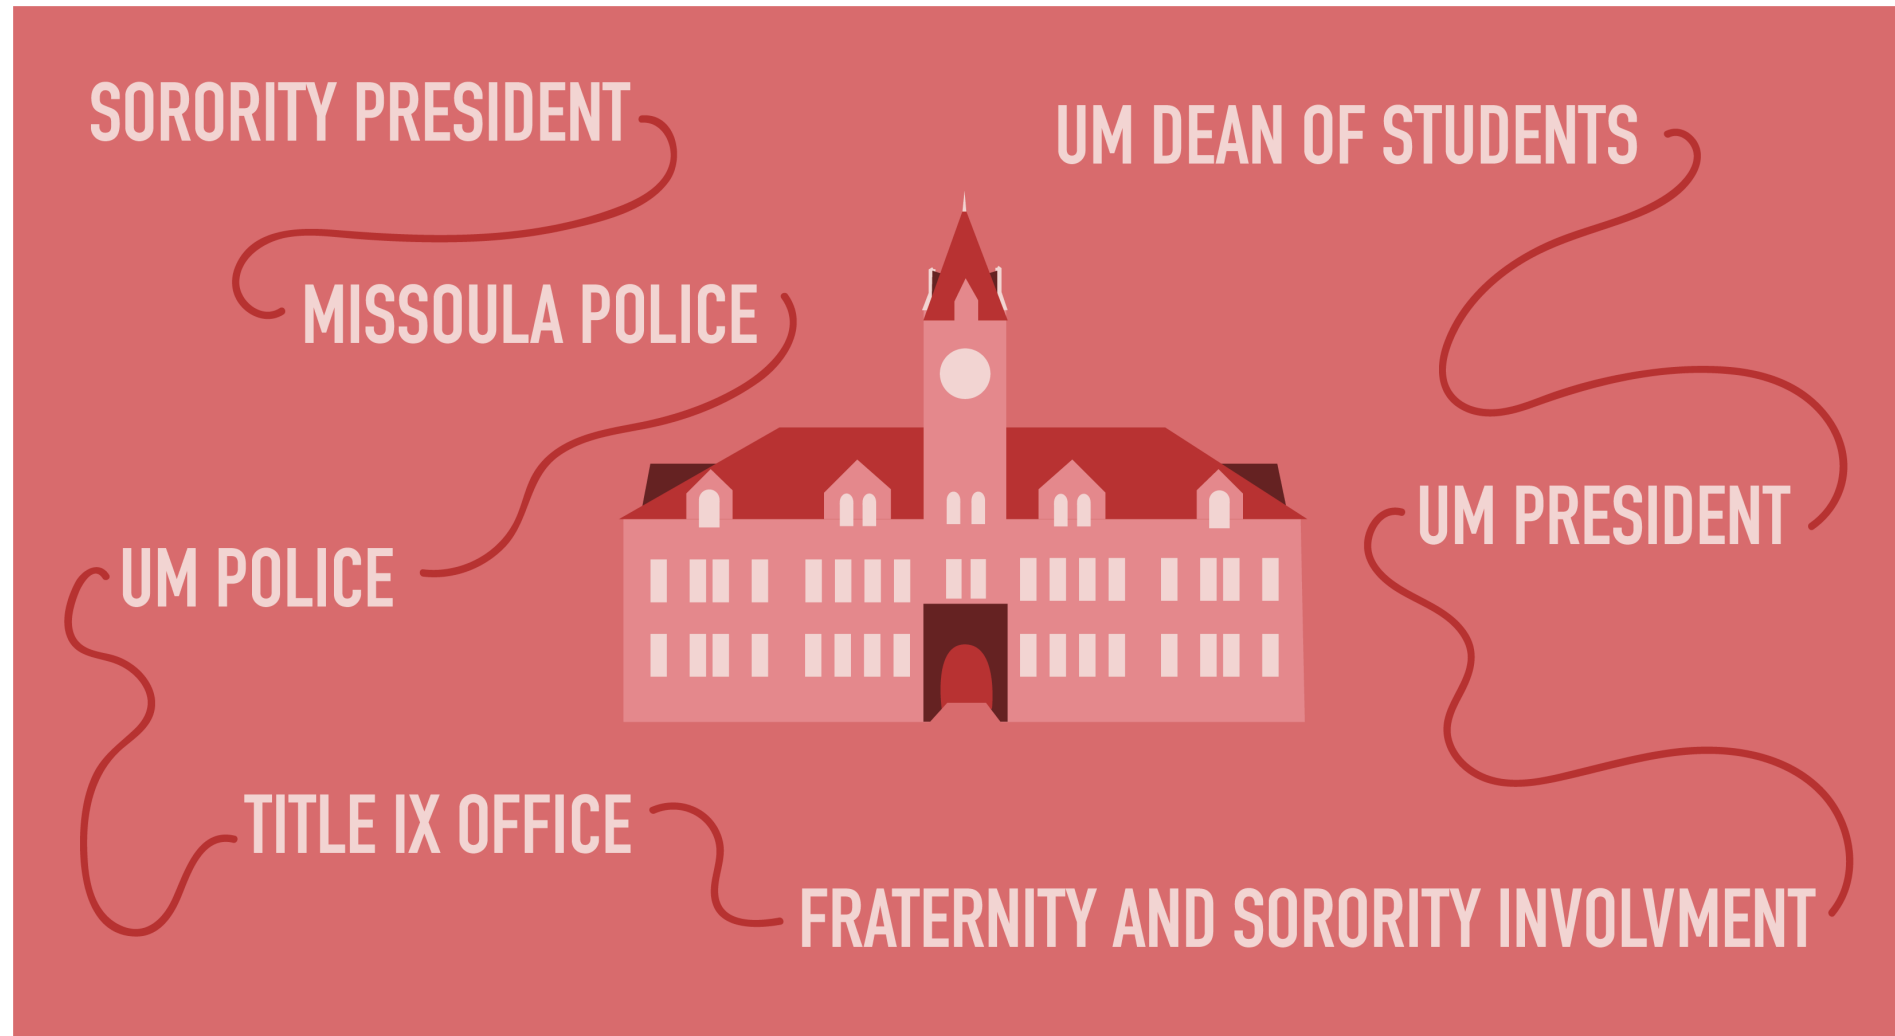 SORORITY PRESIDENT
UM DEAN OF STUDENTS
MISSOULA POLICE
UM PRESIDENT
UM POLICE
TITLE IX OFFICE
FRATERNITY AND SORORITY INVOLVMENT